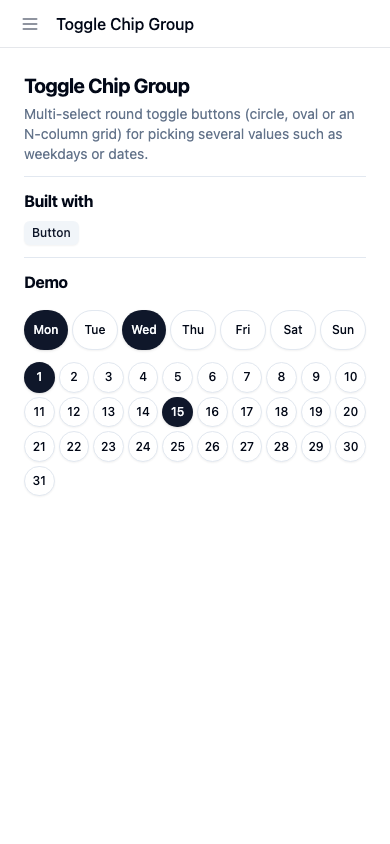 Toggle Chip Group
Toggle Chip Group
Multi-select round toggle buttons (circle, oval or an
N-column grid) for picking several values such as
weekdays or dates.
Built with
Button
Demo
Mon Tue Wed Thu Fri Sat Sun
1 2 3 4 5 6 7 8 9 10
11 12 13 14 15 16 17 18 19 20
21 22 23 24 25 26 27 28 29 30
31